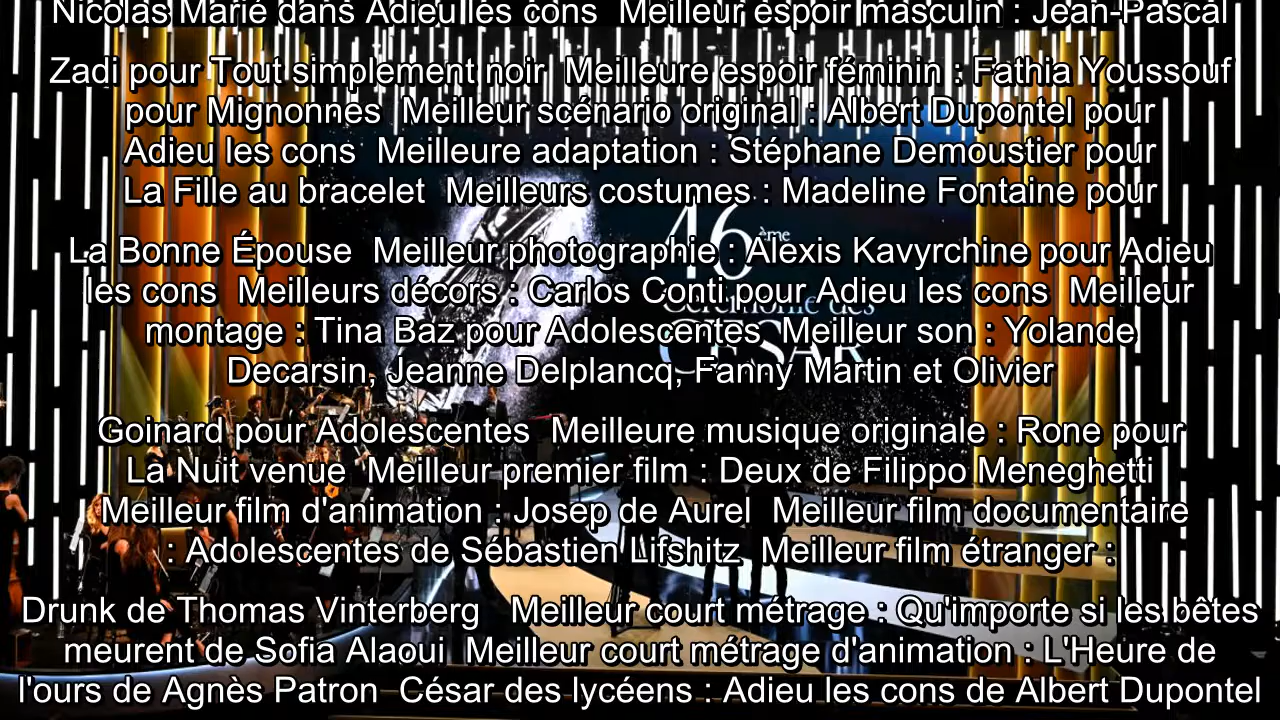 Nicolas Marié dans Adieu les cons  Meilleur espoir masculin : Jean-Pascal
Zadi pour Tout simplement noir  Meilleure espoir féminin : Fathia Youssouf
pour Mignonnes  Meilleur scénario original : Albert Dupontel pour
Adieu les cons  Meilleure adaptation : Stéphane Demoustier pour
La Fille au bracelet  Meilleurs costumes : Madeline Fontaine pour
La Bonne Épouse  Meilleur photographie : Alexis Kavyrchine pour Adieu
les cons  Meilleurs décors : Carlos Conti pour Adieu les cons  Meilleur
montage : Tina Baz pour Adolescentes  Meilleur son : Yolande
Decarsin, Jeanne Delplancq, Fanny Martin et Olivier
Goinard pour Adolescentes  Meilleure musique originale : Rone pour
La Nuit venue  Meilleur premier film : Deux de Filippo Meneghetti
Meilleur film d'animation : Josep de Aurel  Meilleur film documentaire
: Adolescentes de Sébastien Lifshitz  Meilleur film étranger :
Drunk de Thomas Vinterberg   Meilleur court métrage : Qu'importe si les bêtes
meurent de Sofia Alaoui  Meilleur court métrage d'animation : L'Heure de
l'ours de Agnès Patron  César des lycéens : Adieu les cons de Albert Dupontel
46ème
Cérémonie des
CÉSAR